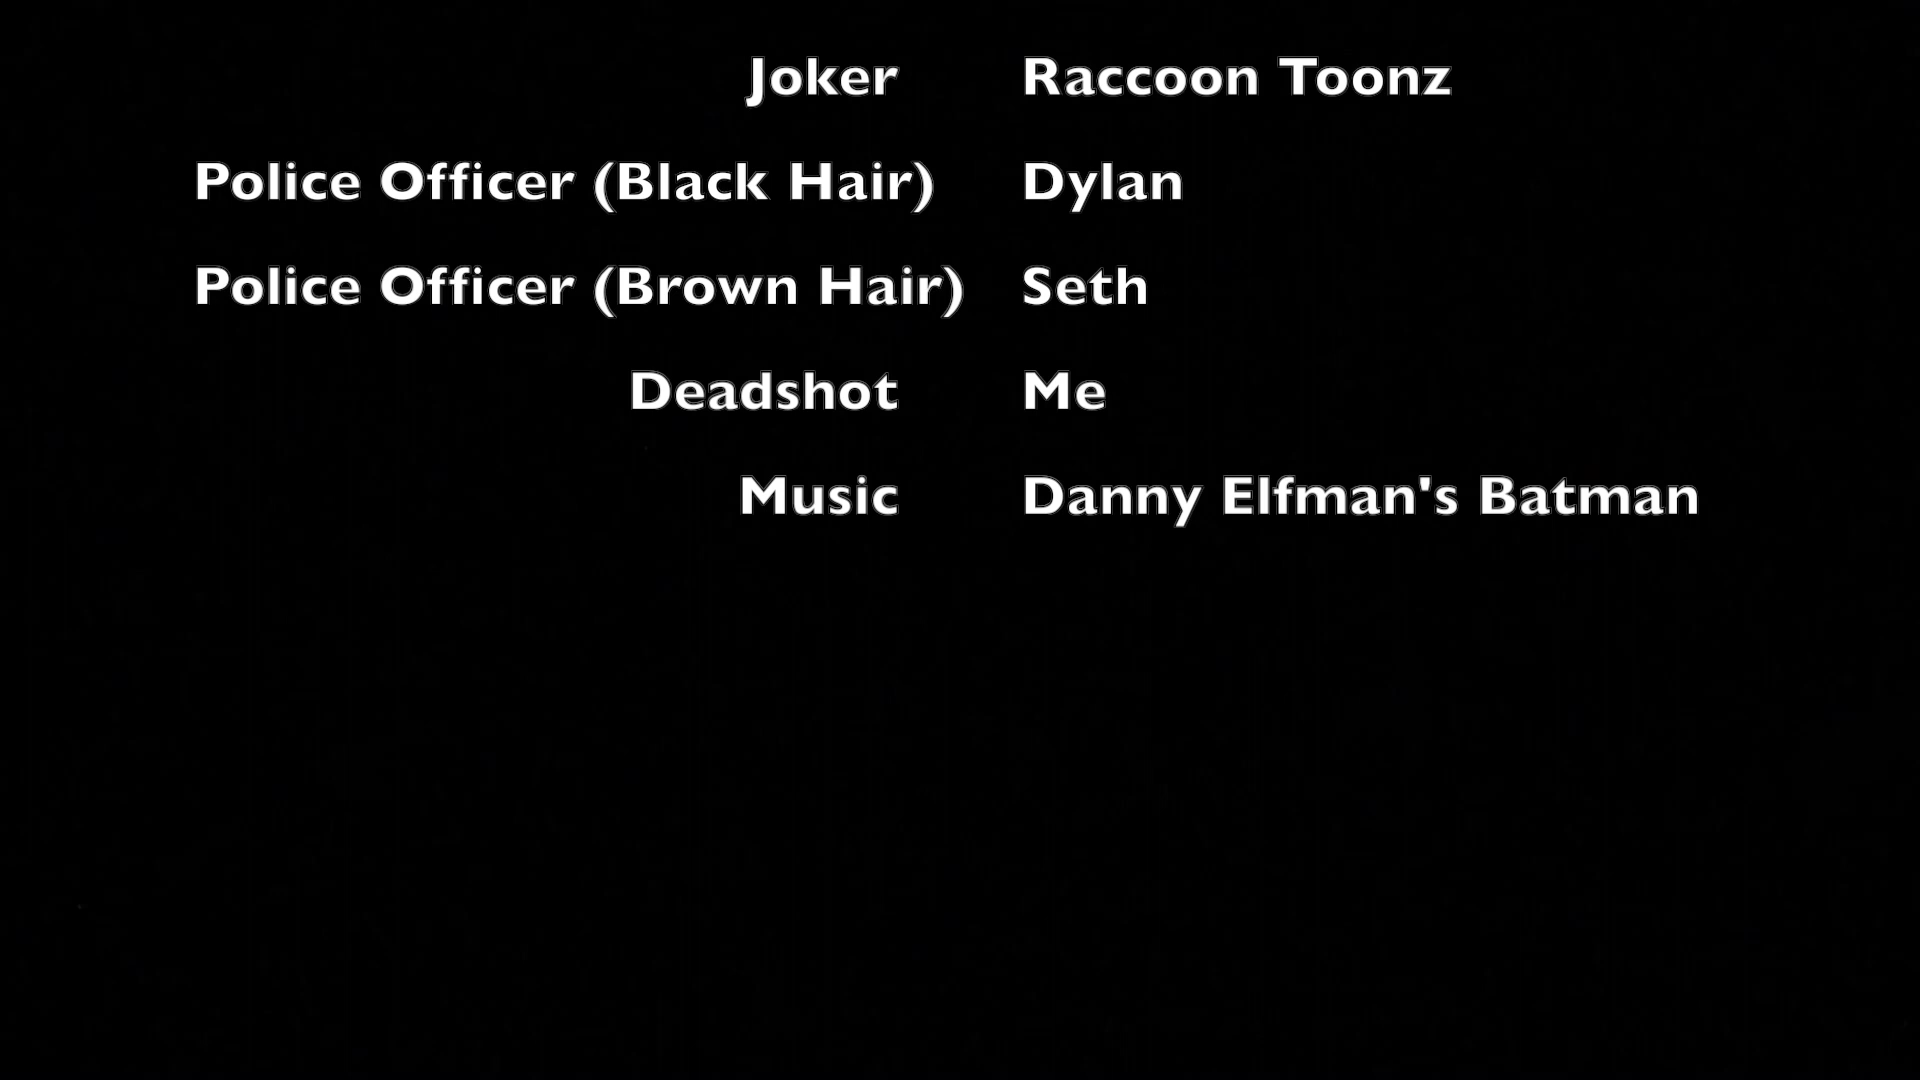 Joker Raccoon Toonz
Police Officer (Black Hair) Dylan
Police Officer (Brown Hair) Seth
Deadshot Me
Music Danny Elfman's Batman